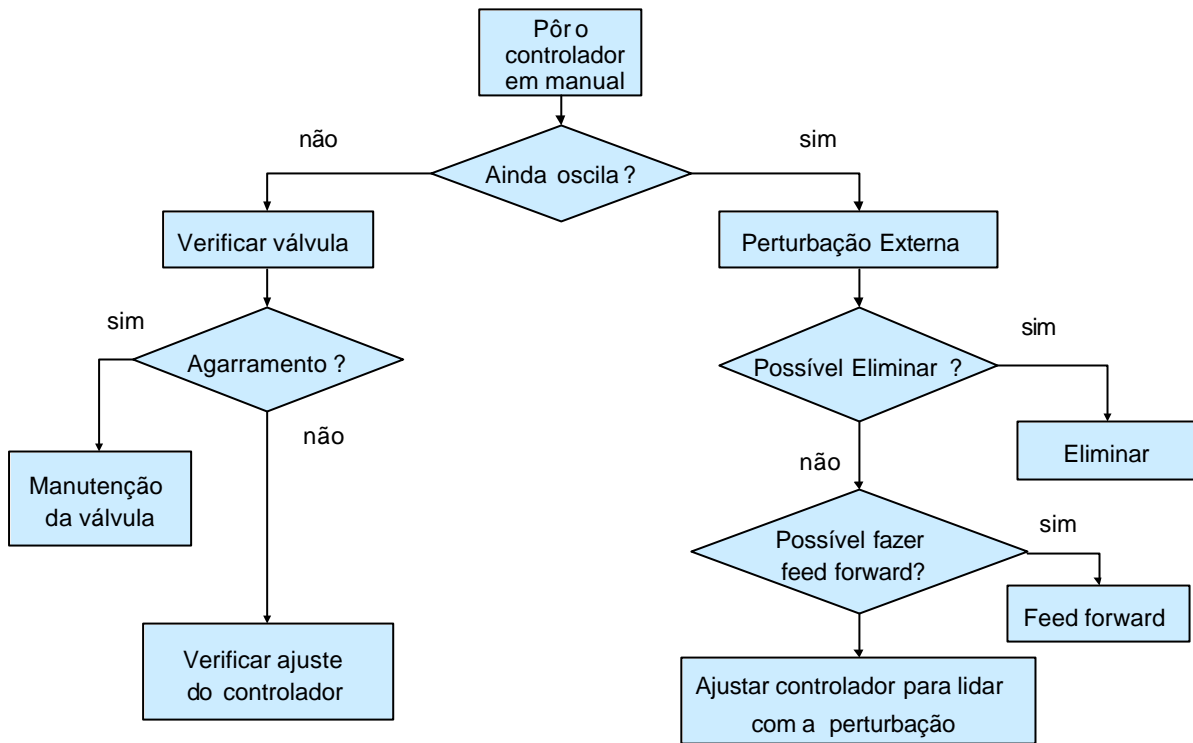 Pôr o
controlador
em manual
não
sim
Ainda oscila ?
Verificar válvula
Perturbação Externa
sim
sim
Agarramento ?
Possível Eliminar ?
não
não
Eliminar
Manutenção
da válvula
sim
Possível fazer
feed forward?
Feed forward
Verificar ajuste
do controlador
Ajustar controlador para lidar
com a perturbação